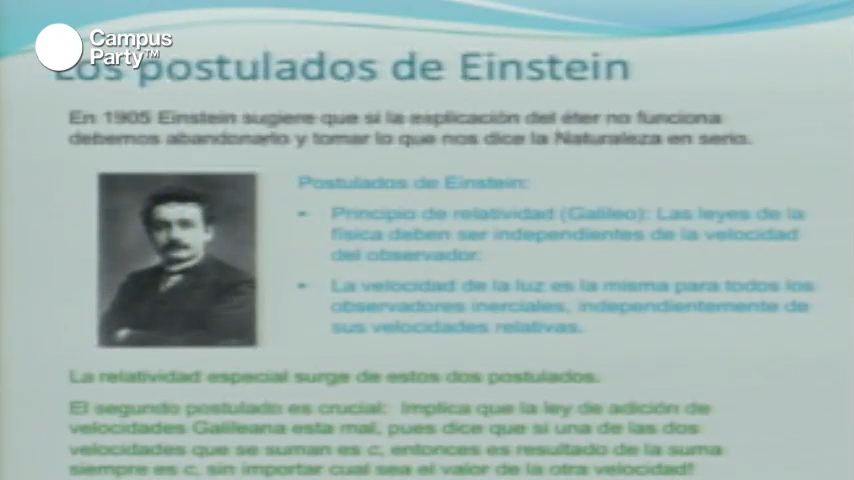 Campus
Party™
Los postulados de Einstein
En 1905 Einstein sugiere que si la explicación del éter no funciona
debemos abandonarlo y tomar lo que nos dice la Naturaleza en serio.
Postulados de Einstein:
• Principio de relatividad (Galileo): Las leyes de la
física deben ser independientes de la velocidad
del observador.
• La velocidad de la luz es la misma para todos los
observadores inerciales, independientemente de
sus velocidades relativas.
La relatividad especial surge de estos dos postulados.
El segundo postulado es crucial: Implica que la ley de adición de
velocidades Galileana esta mal, pues dice que si una de las dos
velocidades que se suman es c, entonces es resultado de la suma
siempre es c, sin importar cual sea el valor de la otra velocidad!